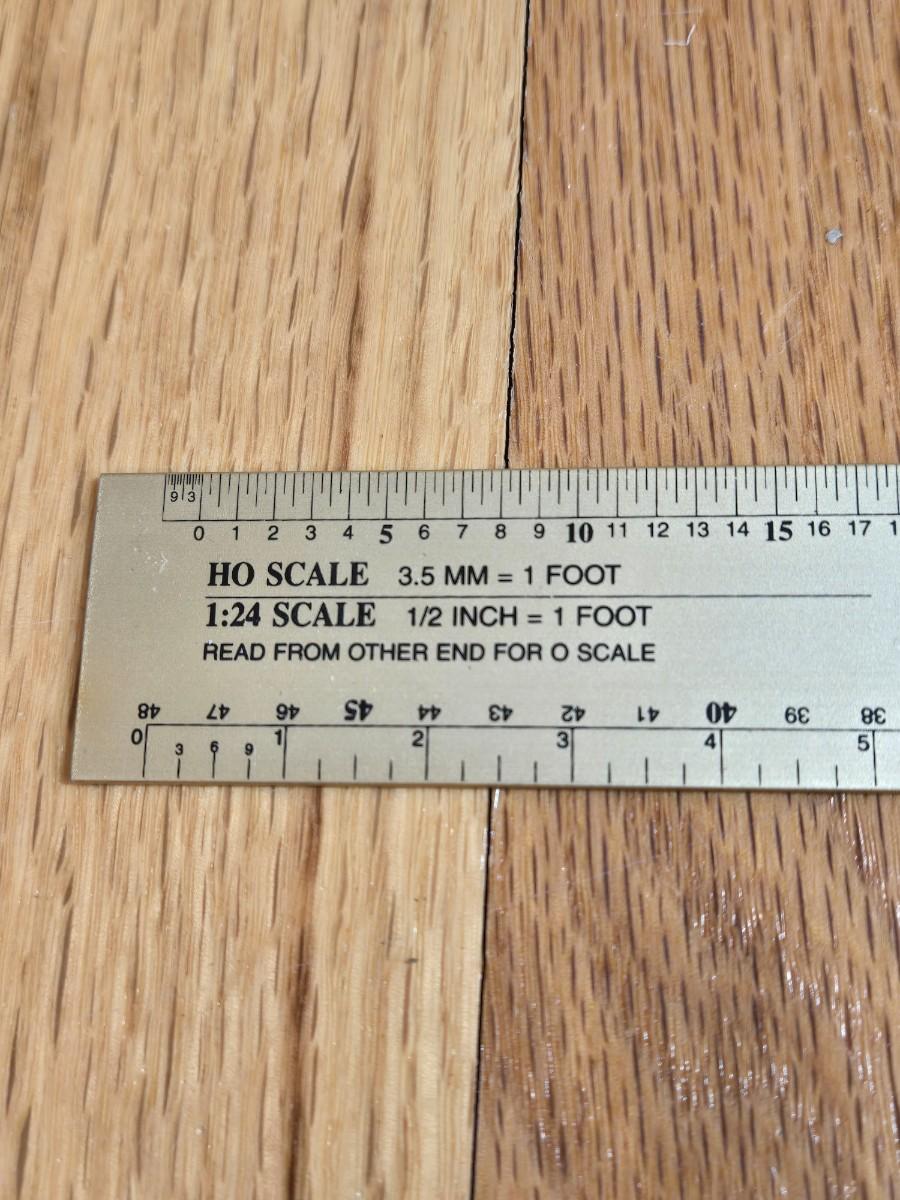 9 3
0 1 2 3 4 5 6 7 8 9 10 11 12 13 14 15 16 17
HO SCALE 3.5 MM = 1 FOOT
1:24 SCALE 1/2 INCH = 1 FOOT
READ FROM OTHER END FOR O SCALE
48 47 46 45 44 43 42 41 40 39 38
0 3 6 9 1 2 3 4 5